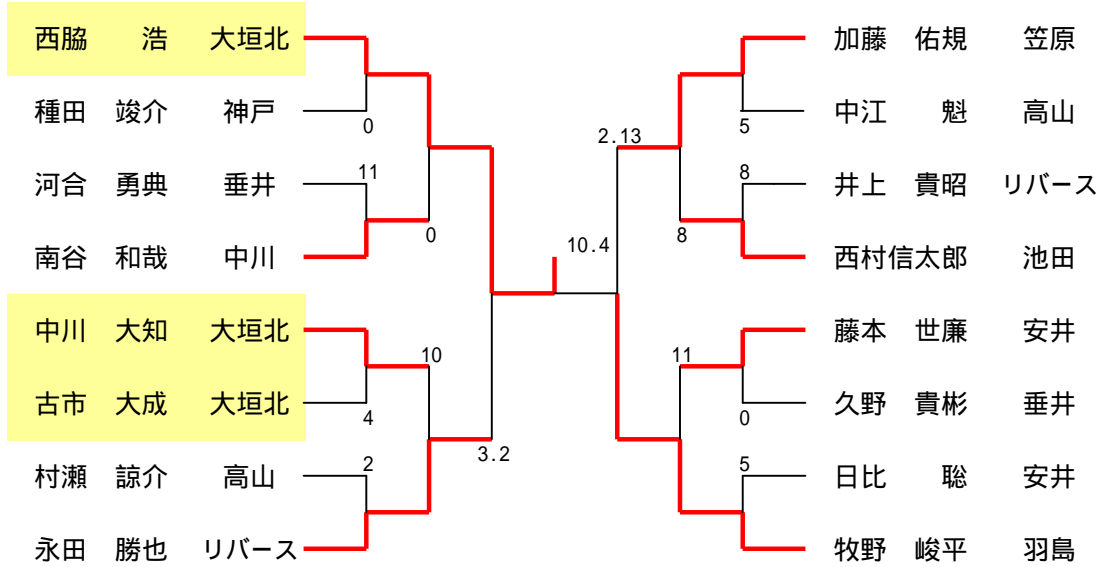 西脇 浩 大垣北
種田 竣介 神戸
0
河合 勇典 垂井
11
南谷 和哉 中川
0
中川 大知 大垣北
10
古市 大成 大垣北
4
村瀬 諒介 高山
2
3.2
永田 勝也 リバース
10.4
加藤 佑規 笠原
中江 魁 高山
5
2.13
井上 貴昭 リバース
8
西村信太郎 池田
8
藤本 世廉 安井
11
久野 貴彬 垂井
0
日比 聡 安井
5
牧野 峻平 羽島